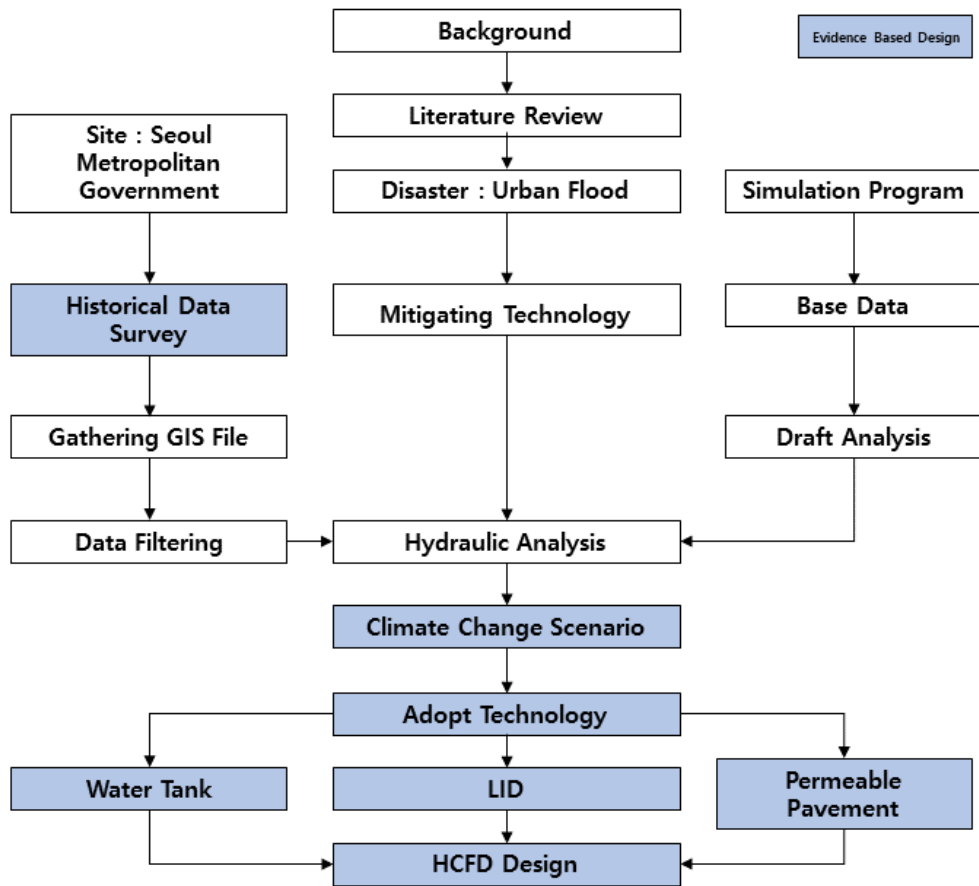 Background
Evidence Based Design
Literature Review
Site : Seoul
Metropolitan
Government
Disaster : Urban Flood
Simulation Program
Historical Data
Survey
Mitigating Technology
Base Data
Gathering GIS File
Draft Analysis
Data Filtering
Hydraulic Analysis
Climate Change Scenario
Adopt Technology
Water Tank
LID
Permeable
Pavement
HCFD Design